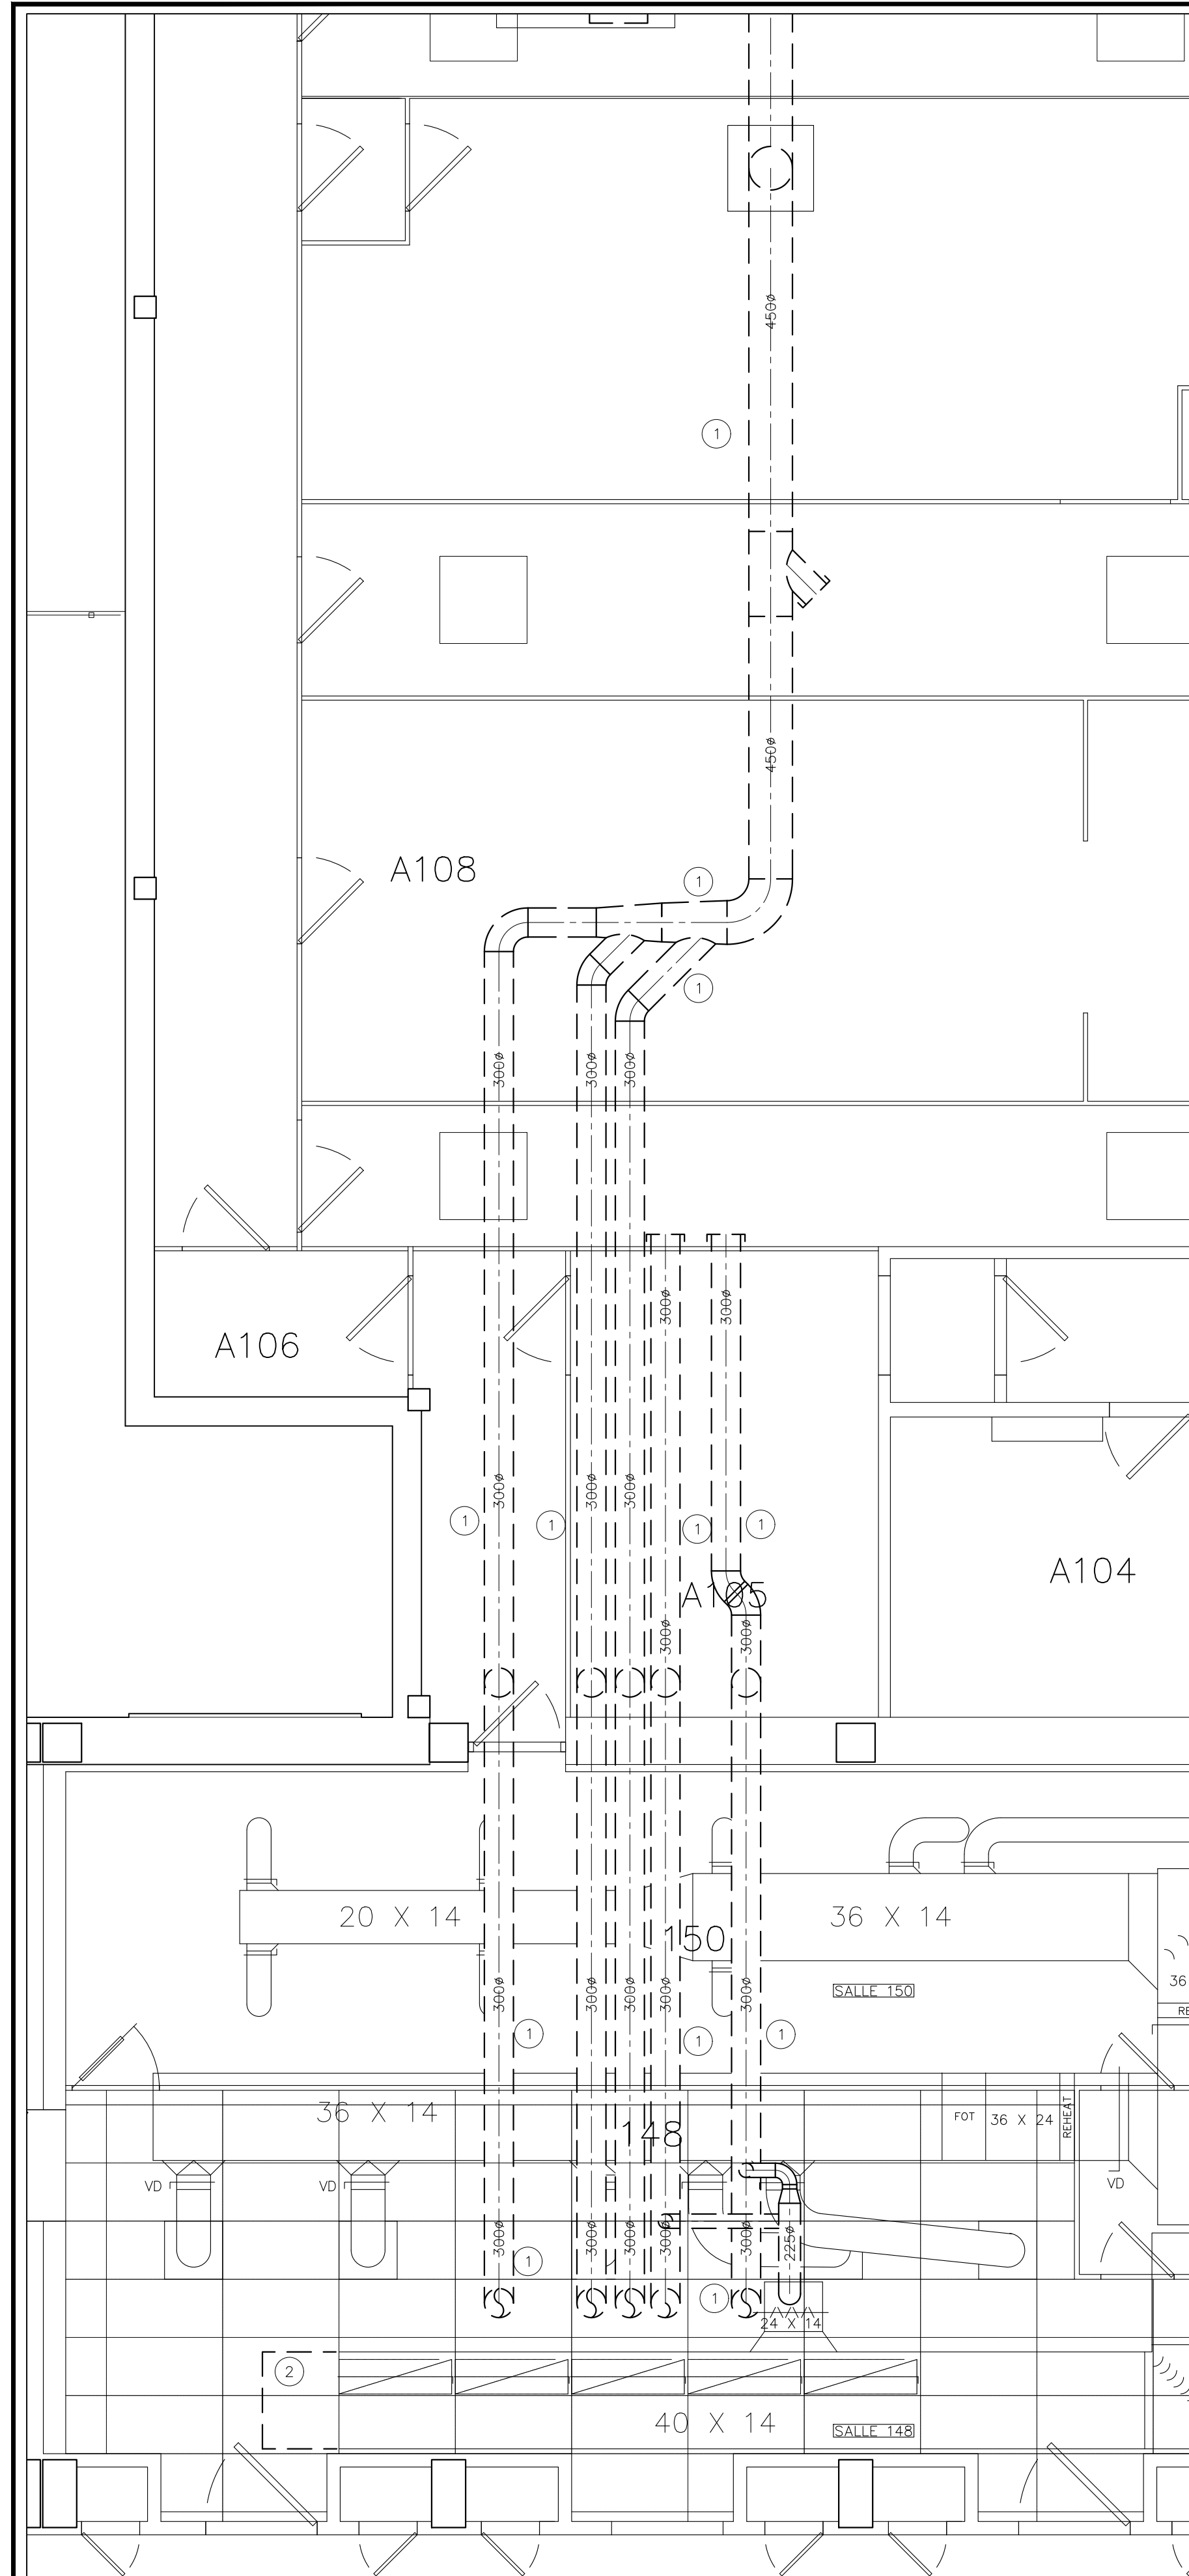 450ø
1
450ø
A108
1
1
300ø 300ø 300ø
300ø 300ø
A106
300ø 300ø 300ø
1 1 1 1
A104
A105
300ø 300ø
20 X 14 36 X 14
150
36
SALLE 150
300ø 300ø 300ø 300ø 300ø
RE
1 1 1
36 X 14
FOT 36 X 24 REHEAT
148
VD VD VD
300ø 300ø 300ø 300ø 300ø 225ø
1
1
24 X 14
2
40 X 14
SALLE 148